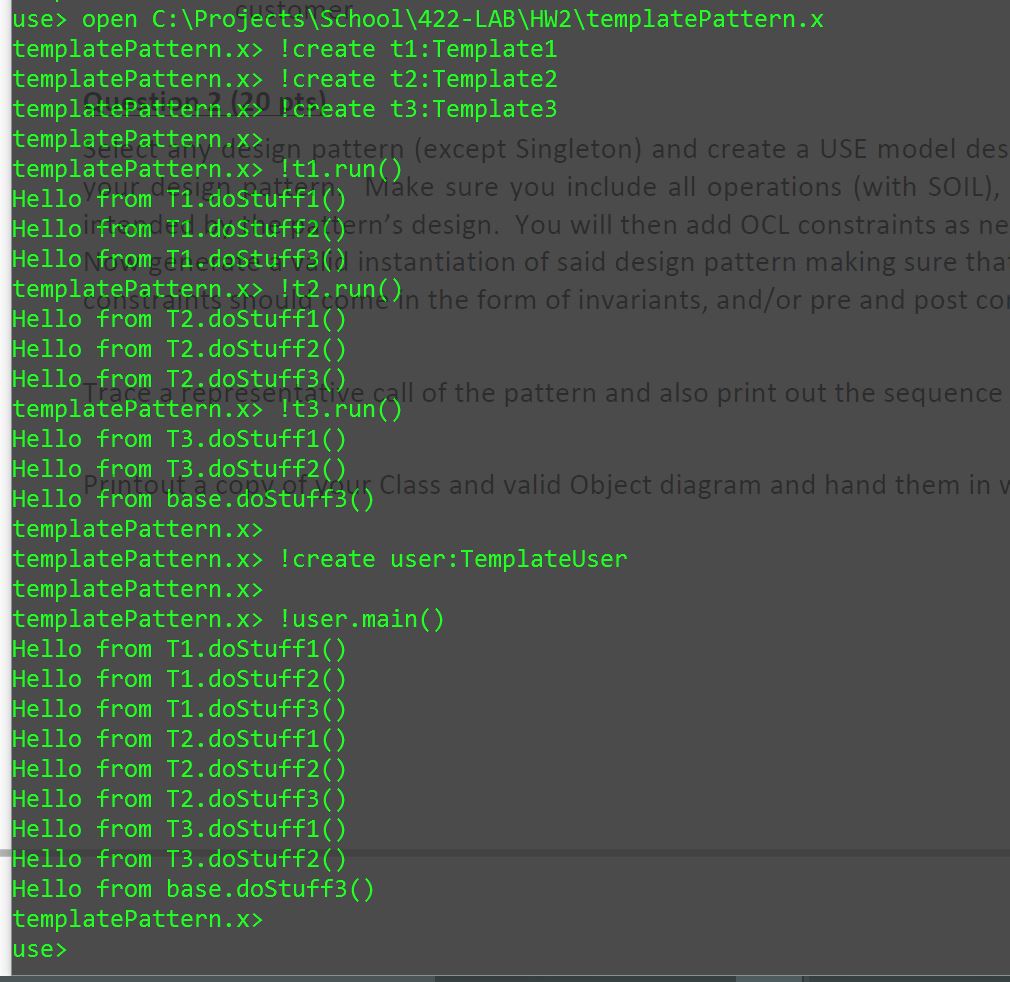 customer
use> open C:\Projects\School\422-LAB\HW2\templatePattern.x
templatePattern.x> !create t1:Template1
templatePattern.x> !create t2:Template2
Question 2 (20 pts)
templatePattern.x> !create t3:Template3
templatePattern.x>
Select any design pattern (except Singleton) and create a USE model des
templatePattern.x> !t1.run()
your design pattern. Make sure you include all operations (with SOIL),
Hello from T1.doStuff1()
intended by the pattern’s design. You will then add OCL constraints as ne
Hello from T1.doStuff2()
Now generate a valid instantiation of said design pattern making sure tha
Hello from T1.doStuff3()
templatePattern.x> !t2.run()
constraints should come in the form of invariants, and/or pre and post co
Hello from T2.doStuff1()
Hello from T2.doStuff2()
Hello from T2.doStuff3()
Trace a representative call of the pattern and also print out the sequence
templatePattern.x> !t3.run()
Hello from T3.doStuff1()
Hello from T3.doStuff2()
Printout a copy of your Class and valid Object diagram and hand them in w
Hello from base.doStuff3()
templatePattern.x>
templatePattern.x> !create user:TemplateUser
templatePattern.x>
templatePattern.x> !user.main()
Hello from T1.doStuff1()
Hello from T1.doStuff2()
Hello from T1.doStuff3()
Hello from T2.doStuff1()
Hello from T2.doStuff2()
Hello from T2.doStuff3()
Hello from T3.doStuff1()
Hello from T3.doStuff2()
Hello from base.doStuff3()
templatePattern.x>
use>